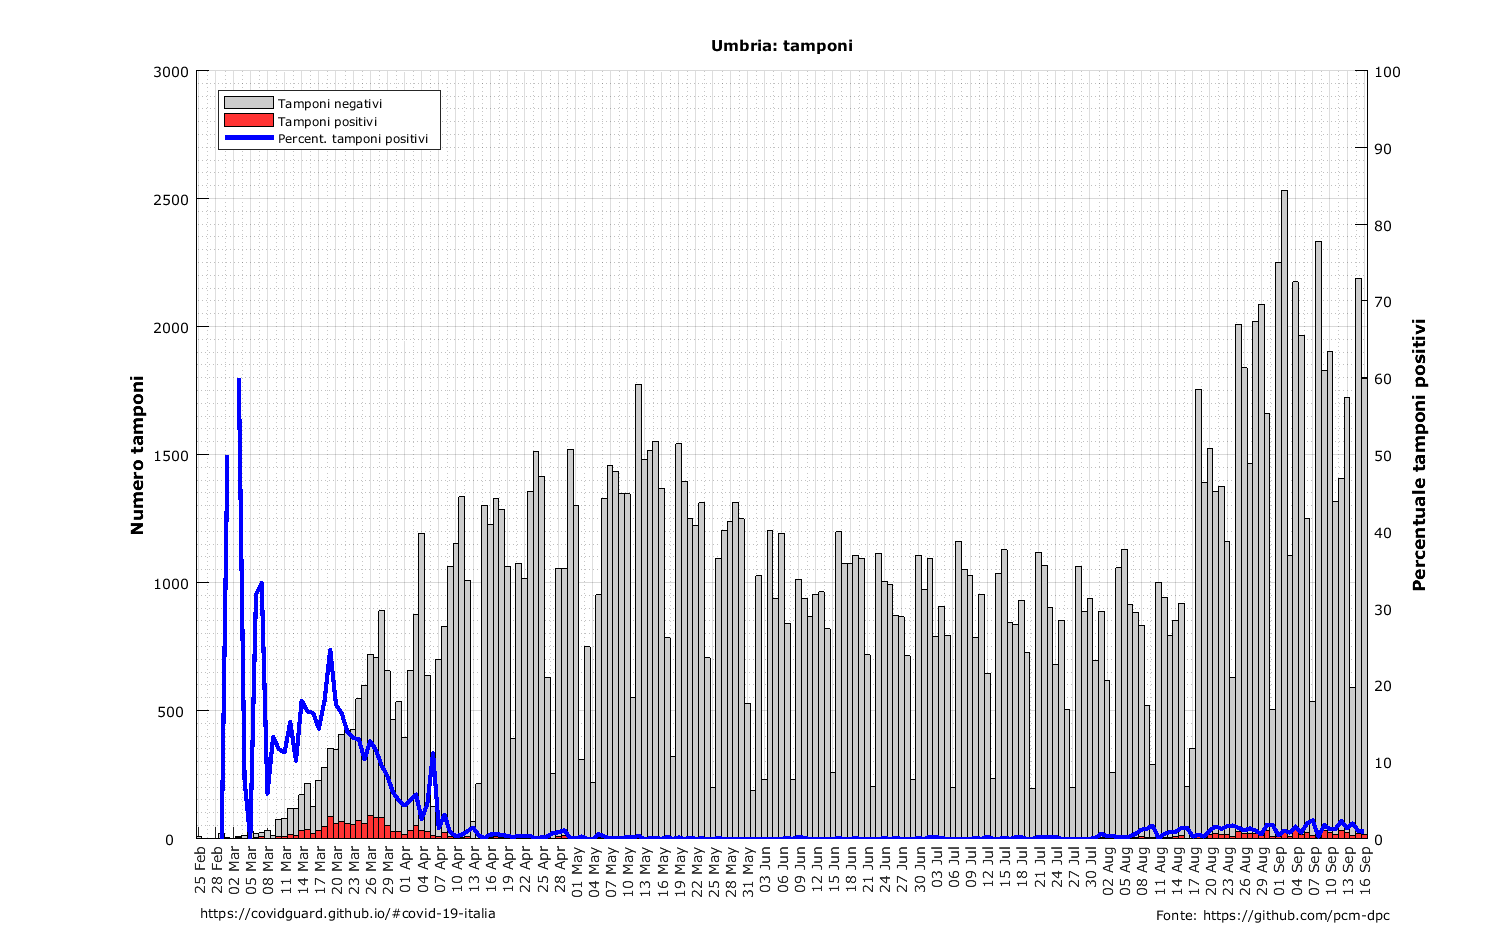 Umbria: tamponi
3000
2500
2000
1500
1000
500
0
Numero tamponi
Tamponi negativi
Tamponi positivi
Percent. tamponi positivi
100
90
80
70
60
50
40
30
20
10
0
Percentuale tamponi positivi
25 Feb
28 Feb
02 Mar
05 Mar
08 Mar
11 Mar
14 Mar
17 Mar
20 Mar
23 Mar
26 Mar
29 Mar
01 Apr
04 Apr
07 Apr
10 Apr
13 Apr
16 Apr
19 Apr
22 Apr
25 Apr
28 Apr
01 May
04 May
07 May
10 May
13 May
16 May
19 May
22 May
25 May
28 May
31 May
03 Jun
06 Jun
09 Jun
12 Jun
15 Jun
18 Jun
21 Jun
24 Jun
27 Jun
30 Jun
03 Jul
06 Jul
09 Jul
12 Jul
15 Jul
18 Jul
21 Jul
24 Jul
27 Jul
30 Jul
02 Aug
05 Aug
08 Aug
11 Aug
14 Aug
17 Aug
20 Aug
23 Aug
26 Aug
29 Aug
01 Sep
04 Sep
07 Sep
10 Sep
13 Sep
16 Sep
https://covidguard.github.io/#covid-19-italia
Fonte: https://github.com/pcm-dpc